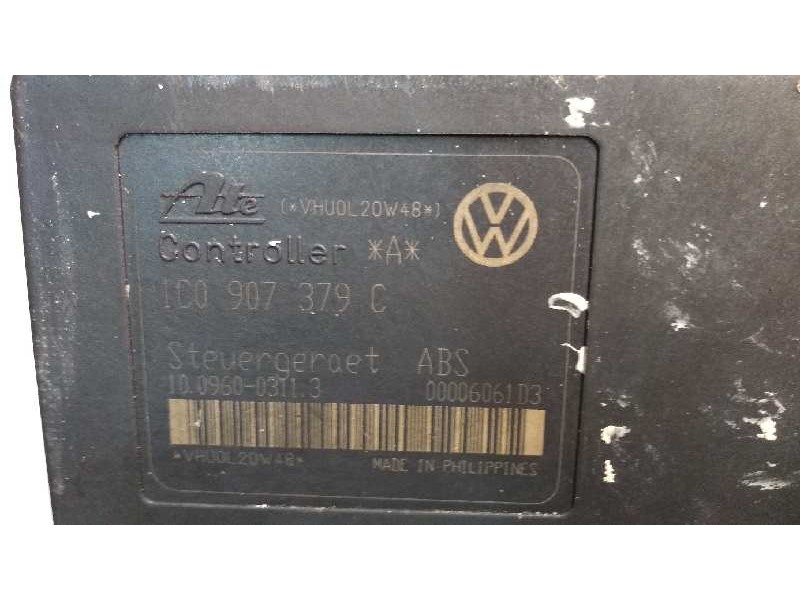 Ate (*VHU0L20W48*)
Controller *A*
1C0 907 379 C
Steuergeraet ABS
10.0960-0311.3 00006061D3
*VHU0L20W48* MADE IN PHILIPPINES